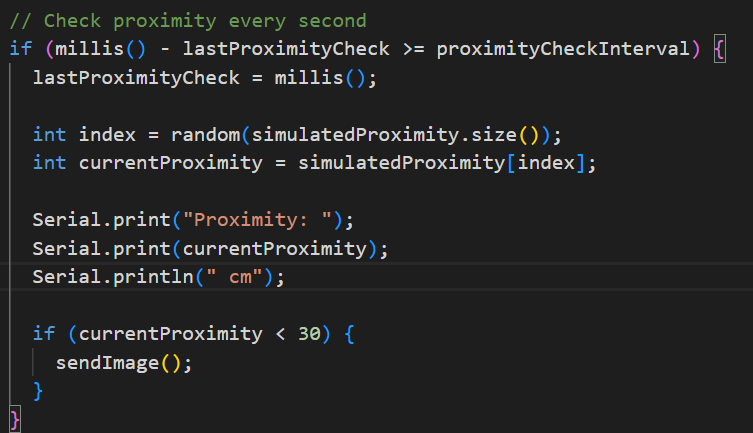 // Check proximity every second
if (millis() - lastProximityCheck >= proximityCheckInterval) {
  lastProximityCheck = millis();

  int index = random(simulatedProximity.size());
  int currentProximity = simulatedProximity[index];

  Serial.print("Proximity: ");
  Serial.print(currentProximity);
  Serial.println(" cm");

  if (currentProximity < 30) {
    sendImage();
  }
}